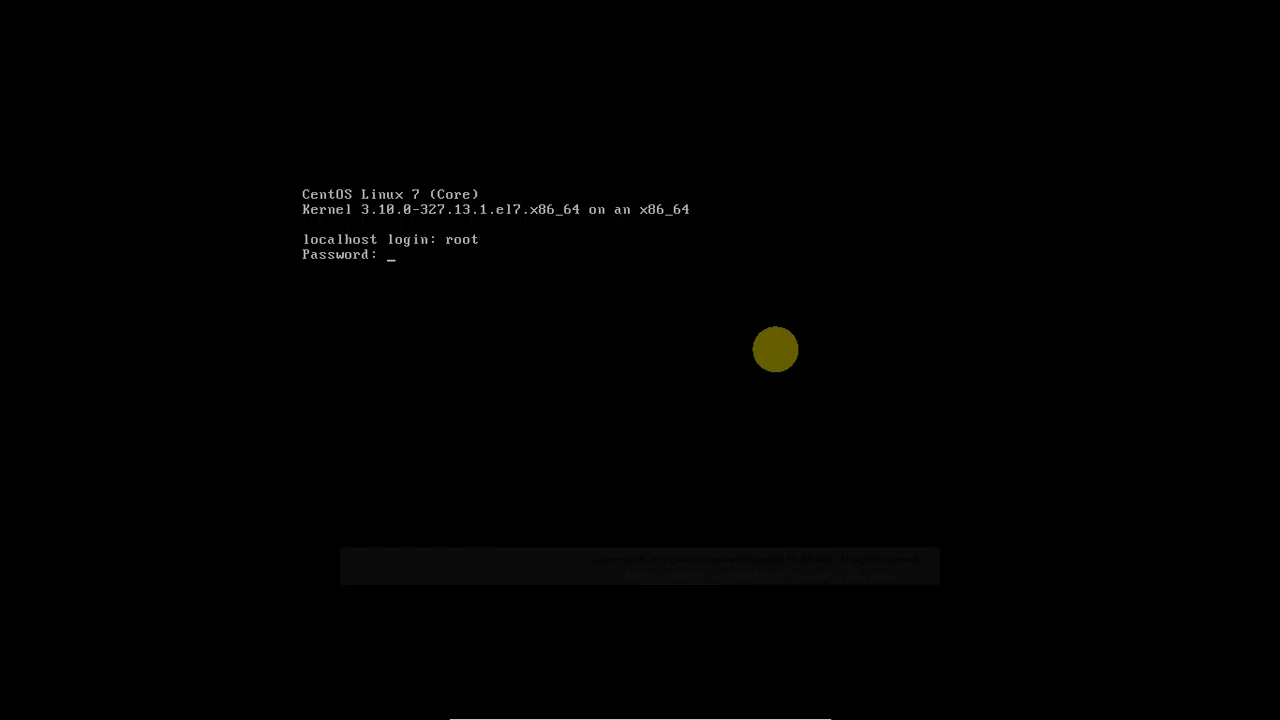 CentOS Linux 7 (Core)
Kernel 3.10.0-327.13.1.el7.x86_64 on an x86_64
localhost login: root
Password: _